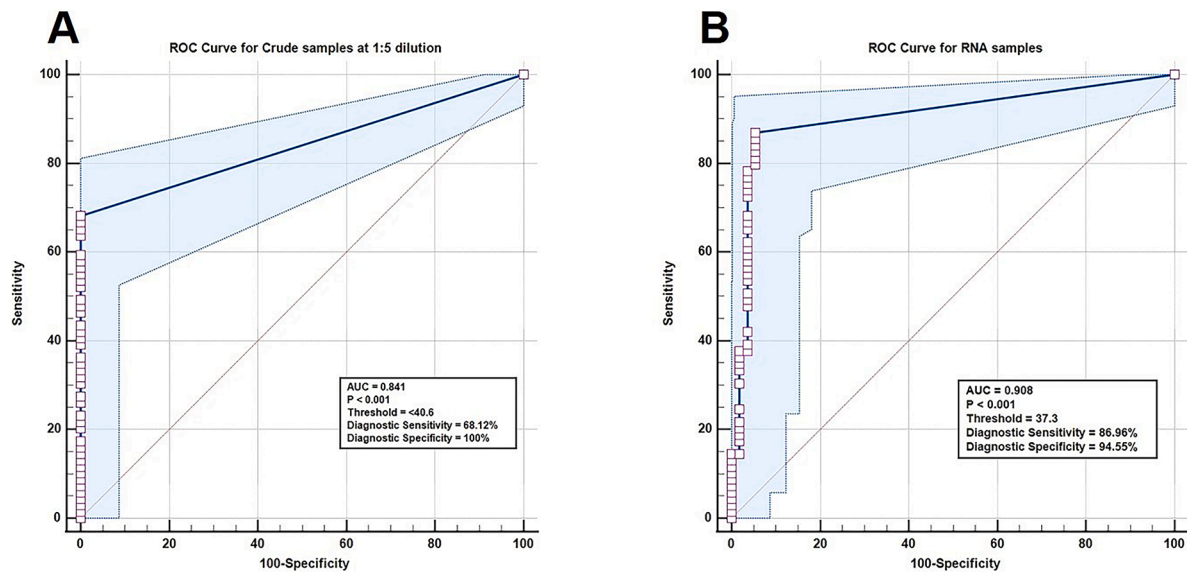 A
ROC Curve for Crude samples at 1:5 dilution
100
80
60
40
20
0
Sensitivity
0 20 40 60 80 100
100-Specificity
AUC = 0.841
P < 0.001
Threshold = <40.6
Diagnostic Sensitivity = 68.12%
Diagnostic Specificity = 100%
B
ROC Curve for RNA samples
100
80
60
40
20
0
Sensitivity
0 20 40 60 80 100
100-Specificity
AUC = 0.908
P < 0.001
Threshold = 37.3
Diagnostic Sensitivity = 86.96%
Diagnostic Specificity = 94.55%